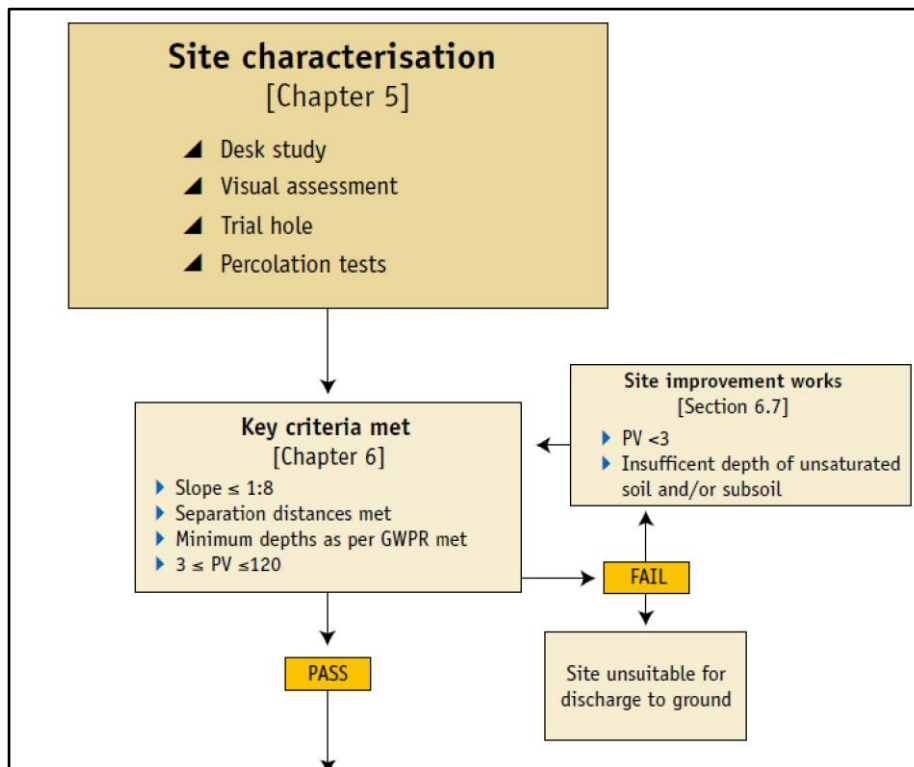 Site characterisation
[Chapter 5]
Desk study
Visual assessment
Trial hole
Percolation tests
Key criteria met
[Chapter 6]
Slope ≤ 1:8
Separation distances met
Minimum depths as per GWPR met
3 ≤ PV ≤120
Site improvement works
[Section 6.7]
PV <3
Insufficent depth of unsaturated
soil and/or subsoil
FAIL
PASS
Site unsuitable for
discharge to ground